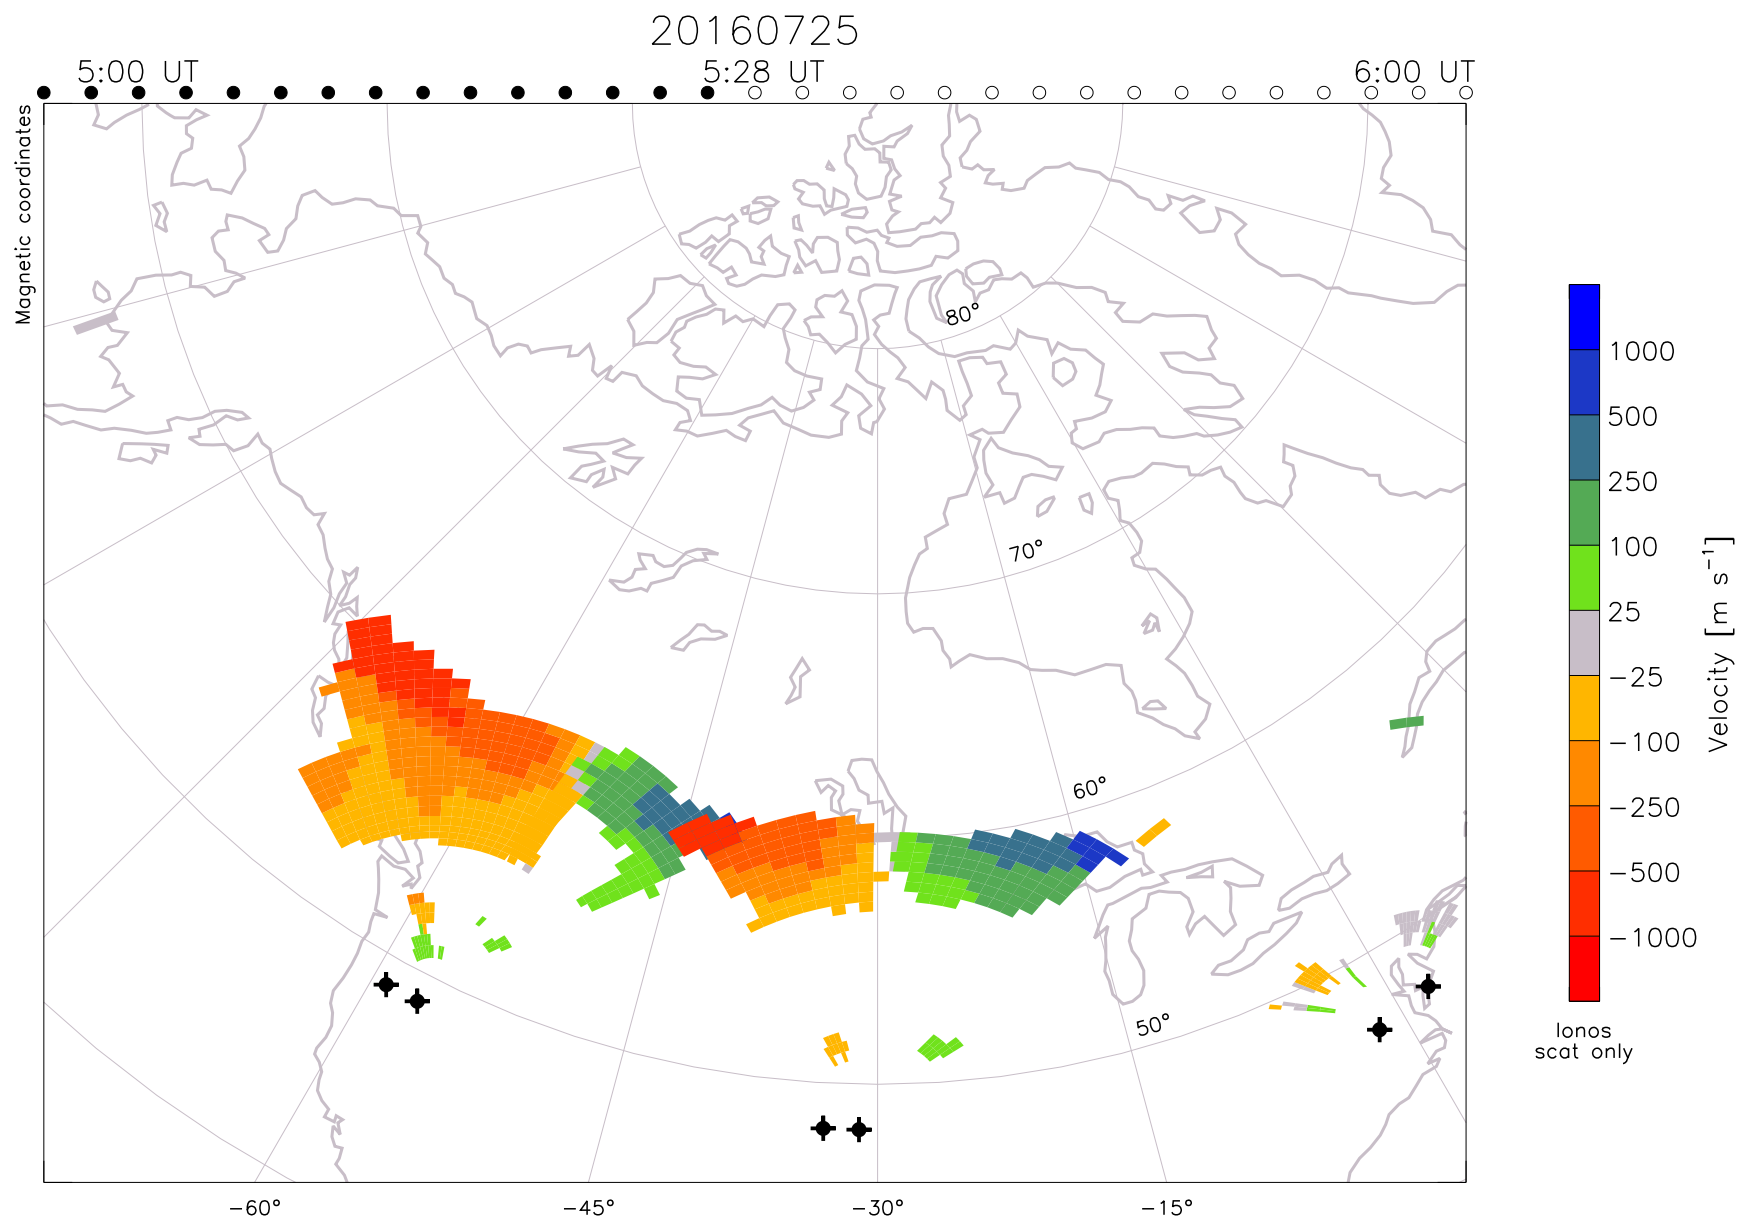 20160725
5:00 UT
5:28 UT
6:00 UT
Magnetic coordinates
80°
70°
60°
50°
1000
500
250
100
25
−25
−100
−250
−500
−1000
Velocity [m s⁻¹]
Ionos
scat only
−60°
−45°
−30°
−15°